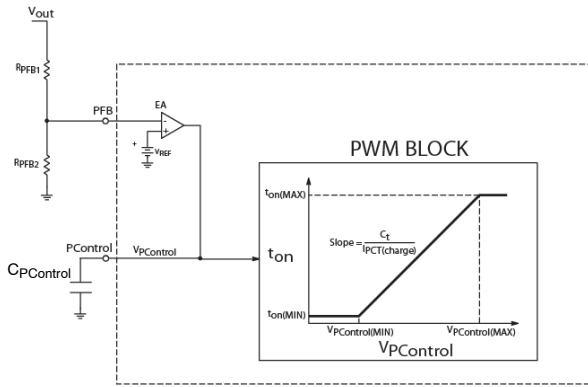 Vout
RPFB1
PFB
EA
-
+
+
VREF
RPFB2
PWM BLOCK
ton(MAX)
Slope = Ct / IPCT(charge)
PControl
VPControl
ton
CPControl
ton(MIN)
VPControl(MIN)
VPControl(MAX)
VPControl